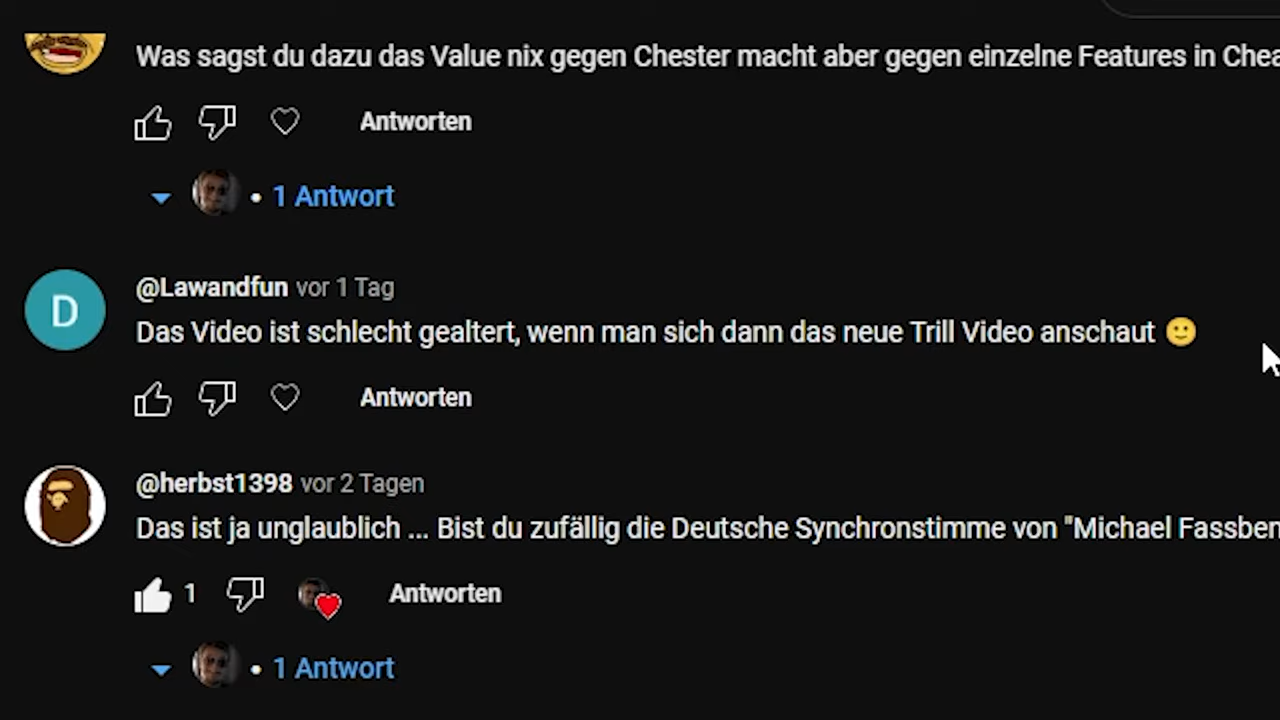 Was sagst du dazu das Value nix gegen Chester macht aber gegen einzelne Features in
Antworten
1 Antwort
D
@Lawandfun vor 1 Tag
Das Video ist schlecht gealtert, wenn man sich dann das neue Trill Video anschaut 🙂
Antworten
@herbst1398 vor 2 Tagen
Das ist ja unglaublich ... Bist du zufällig die Deutsche Synchronstimme von "Michael
1 Antworten
1 Antwort